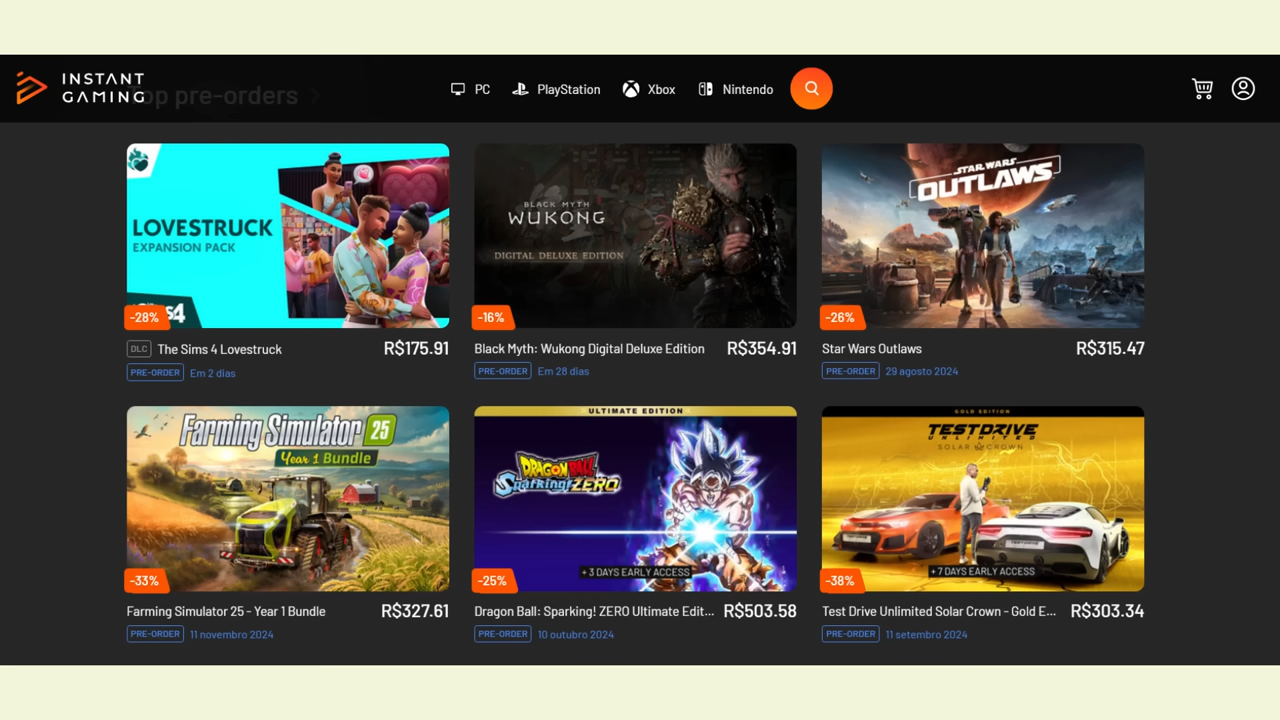 INSTANT
GAMING
Top pre-orders
PC
PlayStation
Xbox
Nintendo
LOVESTRUCK
EXPANSION PACK
-28%
DLC The Sims 4 Lovestruck R$175.91
PRE-ORDER Em 2 dias
BLACK MYTH
WUKONG
DIGITAL DELUXE EDITION
-16%
Black Myth: Wukong Digital Deluxe Edition R$354.91
PRE-ORDER Em 28 dias
STAR WARS
OUTLAWS
-26%
Star Wars Outlaws R$315.47
PRE-ORDER 29 agosto 2024
Farming Simulator 25
Year 1 Bundle
-33%
Farming Simulator 25 - Year 1 Bundle R$327.61
PRE-ORDER 11 novembro 2024
ULTIMATE EDITION
DRAGON BALL
Sparking! ZERO
+ 3 DAYS EARLY ACCESS
-25%
Dragon Ball: Sparking! ZERO Ultimate Edit... R$503.58
PRE-ORDER 10 outubro 2024
GOLD EDITION
TEST DRIVE
UNLIMITED
SOLAR CROWN
+ 7 DAYS EARLY ACCESS
-38%
Test Drive Unlimited Solar Crown - Gold E... R$303.34
PRE-ORDER 11 setembro 2024